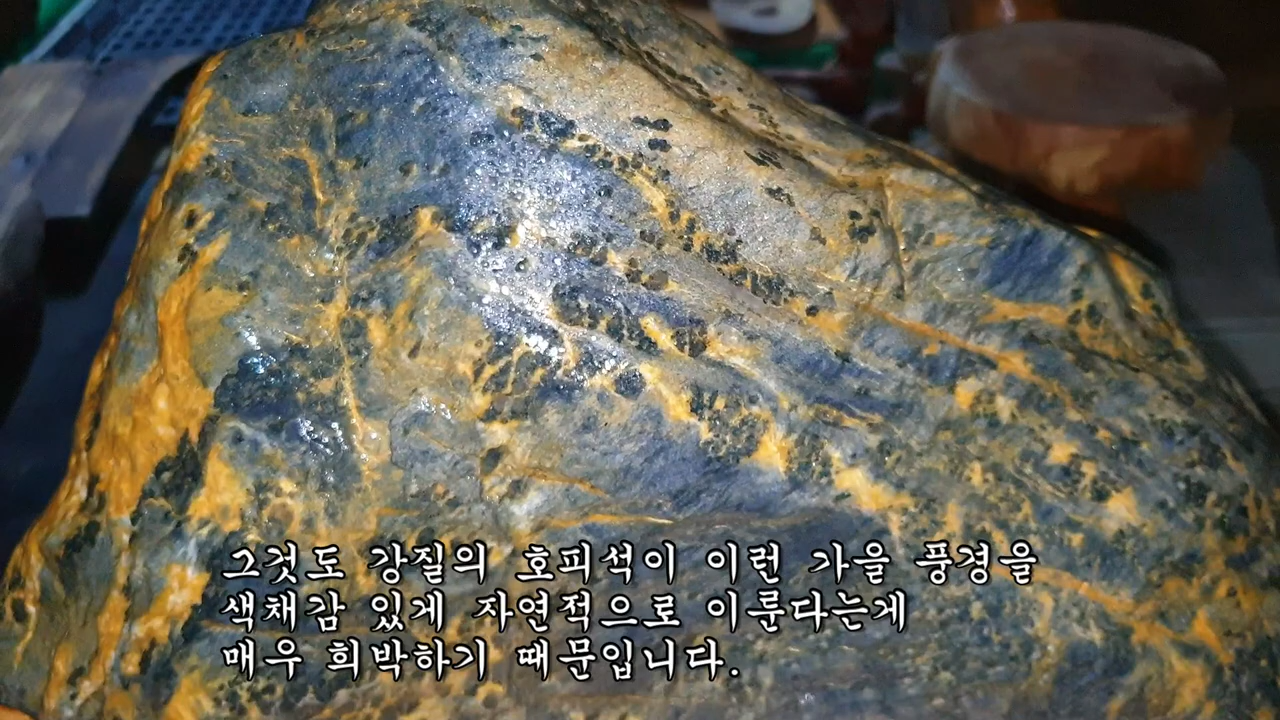 그것도 강질의 호피석이 이런 가을 풍경을
색채감 있게 자연적으로 이룬다는게
매우 희박하기 때문입니다.